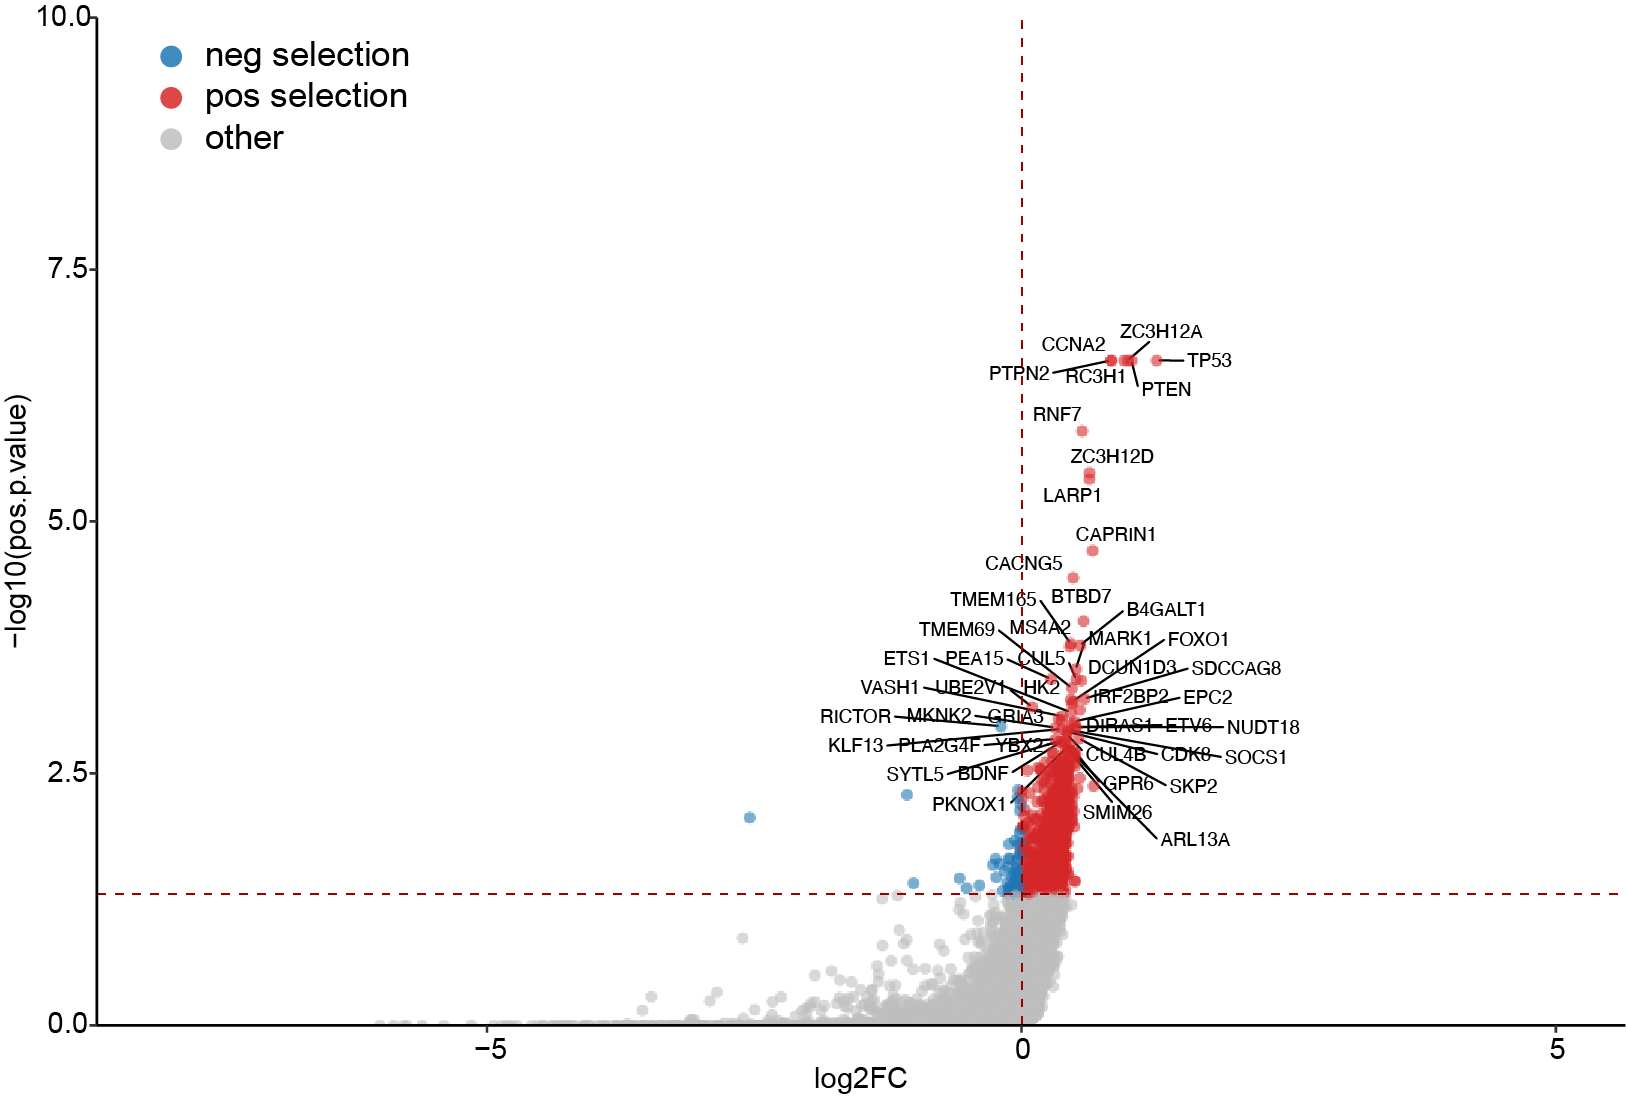 10.0
neg selection
pos selection
other
7.5
ZC3H12A
CCNA2
TP53
PTPN2
RC3H1
PTEN
RNF7
ZC3H12D
LARP1
5.0
CAPRIN1
CACNG5
BTBD7
TMEM165
B4GALT1
TMEM69
MS4A2
MARK1
FOXO1
ETS1
PEA15
CUL5
DCUN1D3
SDCCAG8
VASH1
UBE2V1
HK2
IRF2BP2
EPC2
RICTOR
MKNK2
GRIA3
DIRAS1
ETV6
NUDT18
KLF13
PLA2G4F
YBX2
CUL4B
CDK8
SOCS1
2.5
SYTL5
BDNF
GPR6
SKP2
PKNOX1
SMIM26
ARL13A
0.0
−5
0
5
log2FC
−log10(pos.p.value)